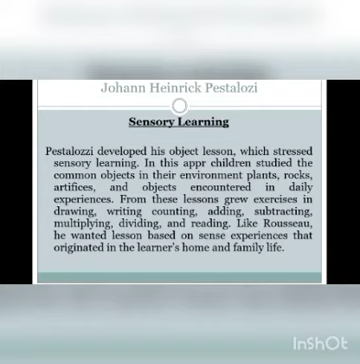 Johann Heinrick Pestalozi
Sensory Learning
Pestalozzi developed his object lesson, which stressed
sensory learning. In this appr children studied the
common objects in their environment plants, rocks,
artifices, and objects encountered in daily
experiences. From these lessons grew exercises in
drawing, writing counting, adding, subtracting,
multiplying, dividing, and reading. Like Rousseau,
he wanted lesson based on sense experiences that
originated in the learner's home and family life.
InShOt